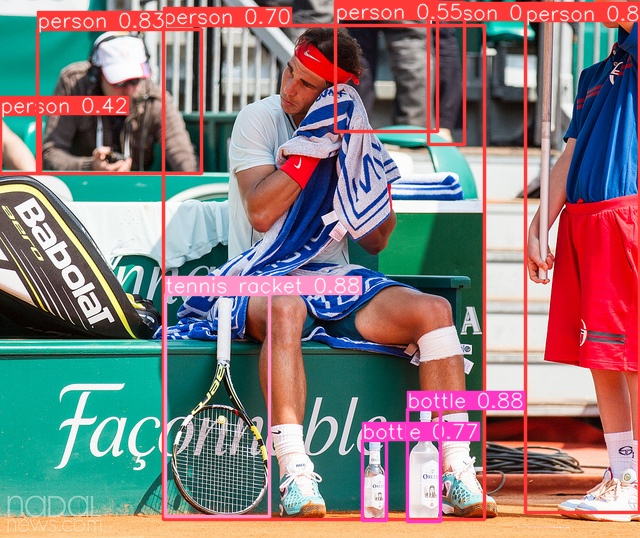 person 0.83
person 0.70
person 0.55
son 0
person 0.8
person 0.42
BabolaT
aero
tennis racket 0.88
A
bottle 0.88
bottle 0.77
Façonnable
nadal
news.com